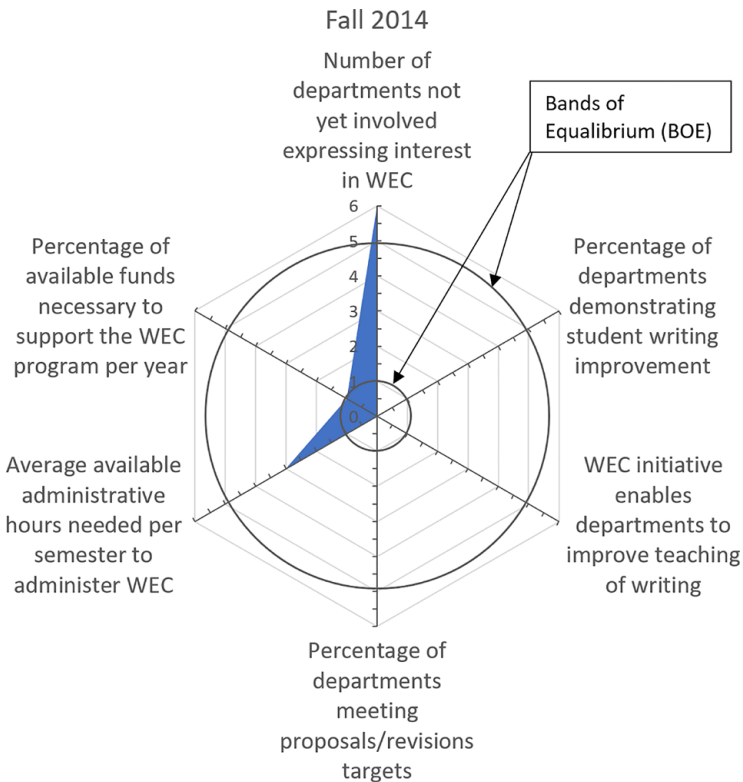 Fall 2014
Number of
departments not
yet involved
expressing interest
in WEC
Bands of
Equalibrium (BOE)
6
5
4
3
2
1
0
Percentage of
available funds
necessary to
support the WEC
program per year
Percentage of
departments
demonstrating
student writing
improvement
Average available
administrative
hours needed per
semester to
administer WEC
WEC initiative
enables
departments to
improve teaching
of writing
Percentage of
departments
meeting
proposals/revisions
targets